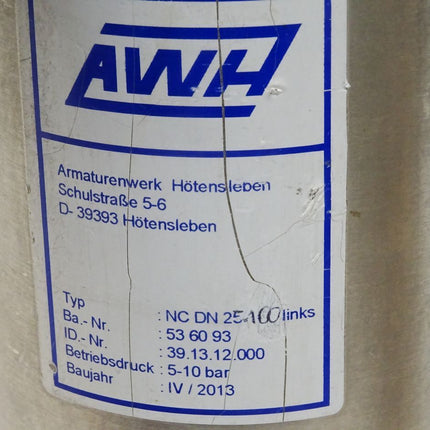 AWH
Armaturenwerk Hötensleben
Schulstraße 5-6
D- 39393 Hötensleben
Typ : NC DN 25-100 links
Ba.- Nr. : 53 60 93
ID.- Nr. : 39.13.12.000
Betriebsdruck : 5-10 bar
Baujahr : IV / 2013